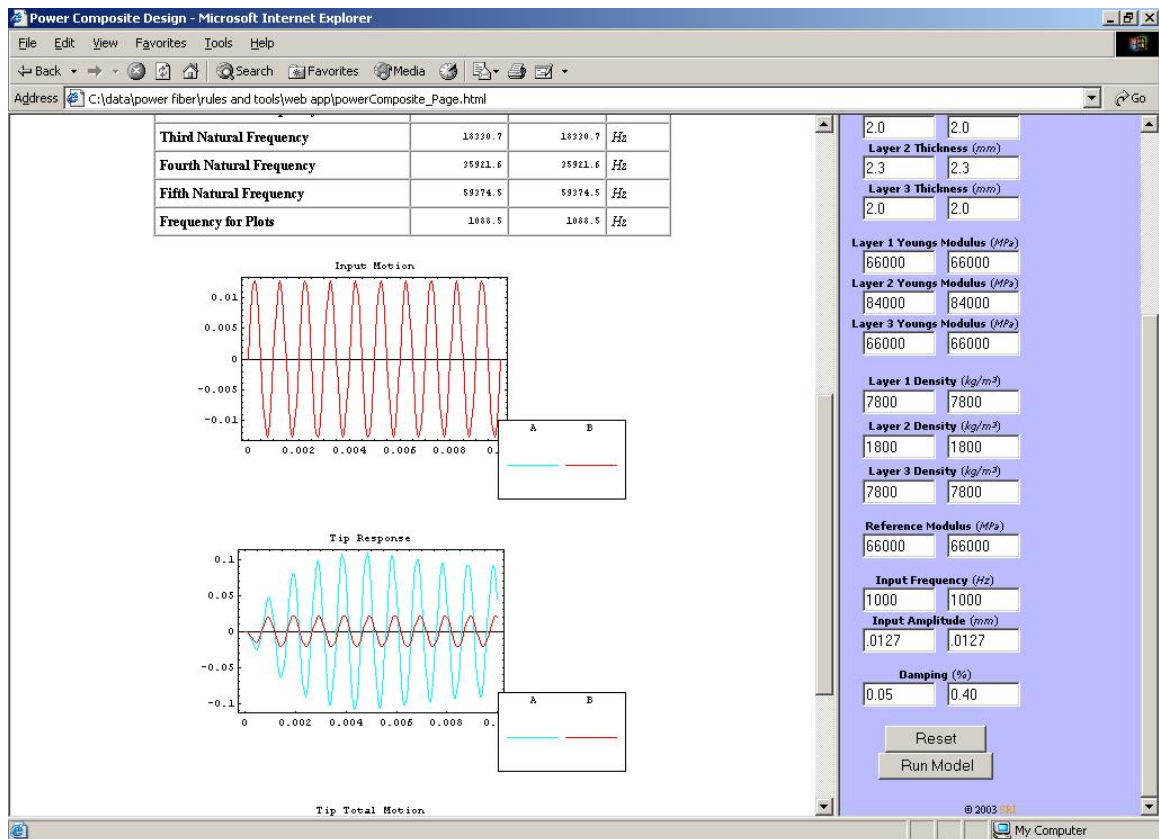 Power Composite Design - Microsoft Internet Explorer
File Edit View Favorites Tools Help
Back Search Favorites Media
Address C:\data\power fiber\rules and tools\web app\powerComposite_Page.html Go
Third Natural Frequency 18330.7 18330.7 Hz
Fourth Natural Frequency 35921.6 35921.6 Hz
Fifth Natural Frequency 59374.5 59374.5 Hz
Frequency for Plots 1088.5 1088.5 Hz
Input Motion
0.01
0.005
0
-0.005
-0.01
0 0.002 0.004 0.006 0.008 0.
A B
Tip Response
0.1
0.05
0
-0.05
-0.1
0 0.002 0.004 0.006 0.008 0.
A B
Tip Total Motion
2.0 2.0
Layer 2 Thickness (mm)
2.3 2.3
Layer 3 Thickness (mm)
2.0 2.0
Layer 1 Youngs Modulus (MPa)
66000 66000
Layer 2 Youngs Modulus (MPa)
84000 84000
Layer 3 Youngs Modulus (MPa)
66000 66000
Layer 1 Density (kg/m³)
7800 7800
Layer 2 Density (kg/m³)
1800 1800
Layer 3 Density (kg/m³)
7800 7800
Reference Modulus (MPa)
66000 66000
Input Frequency (Hz)
1000 1000
Input Amplitude (mm)
.0127 .0127
Damping (%)
0.05 0.40
Reset
Run Model
© 2003 SRI
My Computer